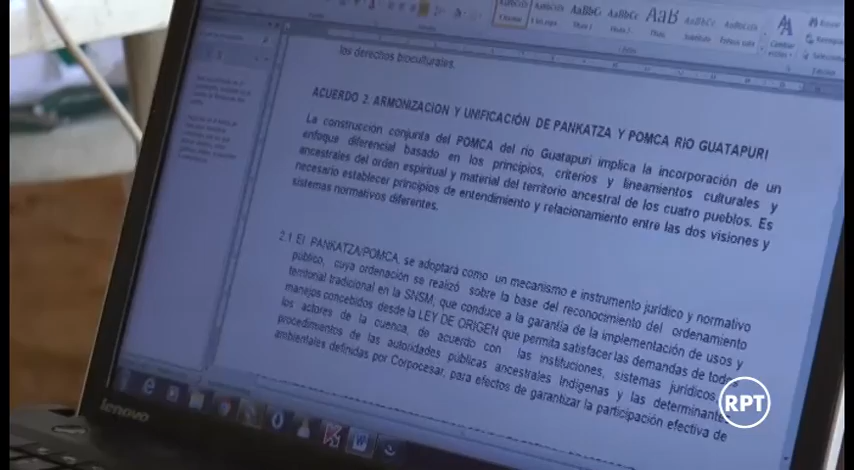 AaBbCc
AaBbCc
AaB
los derechos bioculturales.
ACUERDO 2. ARMONIZACION Y UNIFICACIÓN DE PANKATZA Y POMCA RIO GUATAPURI
La construcción conjunta del POMCA del río Guatapurí implica la incorporación de un
enfoque diferencial basado en los principios, criterios y lineamientos culturales y
ancestrales del orden espiritual y material del territorio ancestral de los cuatro pueblos. Es
necesario establecer principios de entendimiento y relacionamiento entre las dos visiones y
sistemas normativos diferentes.
2.1 El PANKATZA/POMCA, se adoptará como un mecanismo e instrumento jurídico y normativo
público, cuya ordenación se realizó sobre la base del reconocimiento del ordenamiento
territorial tradicional en la SNSM, que conduce a la garantía de la implementación de usos y
manejos concebidos desde la LEY DE ORIGEN que permita satisfacer las demandas de todos
los actores de la cuenca, de acuerdo con las instituciones, sistemas jurídicos,
procedimientos de las autoridades públicas ancestrales Indígenas y las determinantes
ambientales definidas por Corpocesar, para efectos de garantizar la participación efectiva de
lenovo
RPT